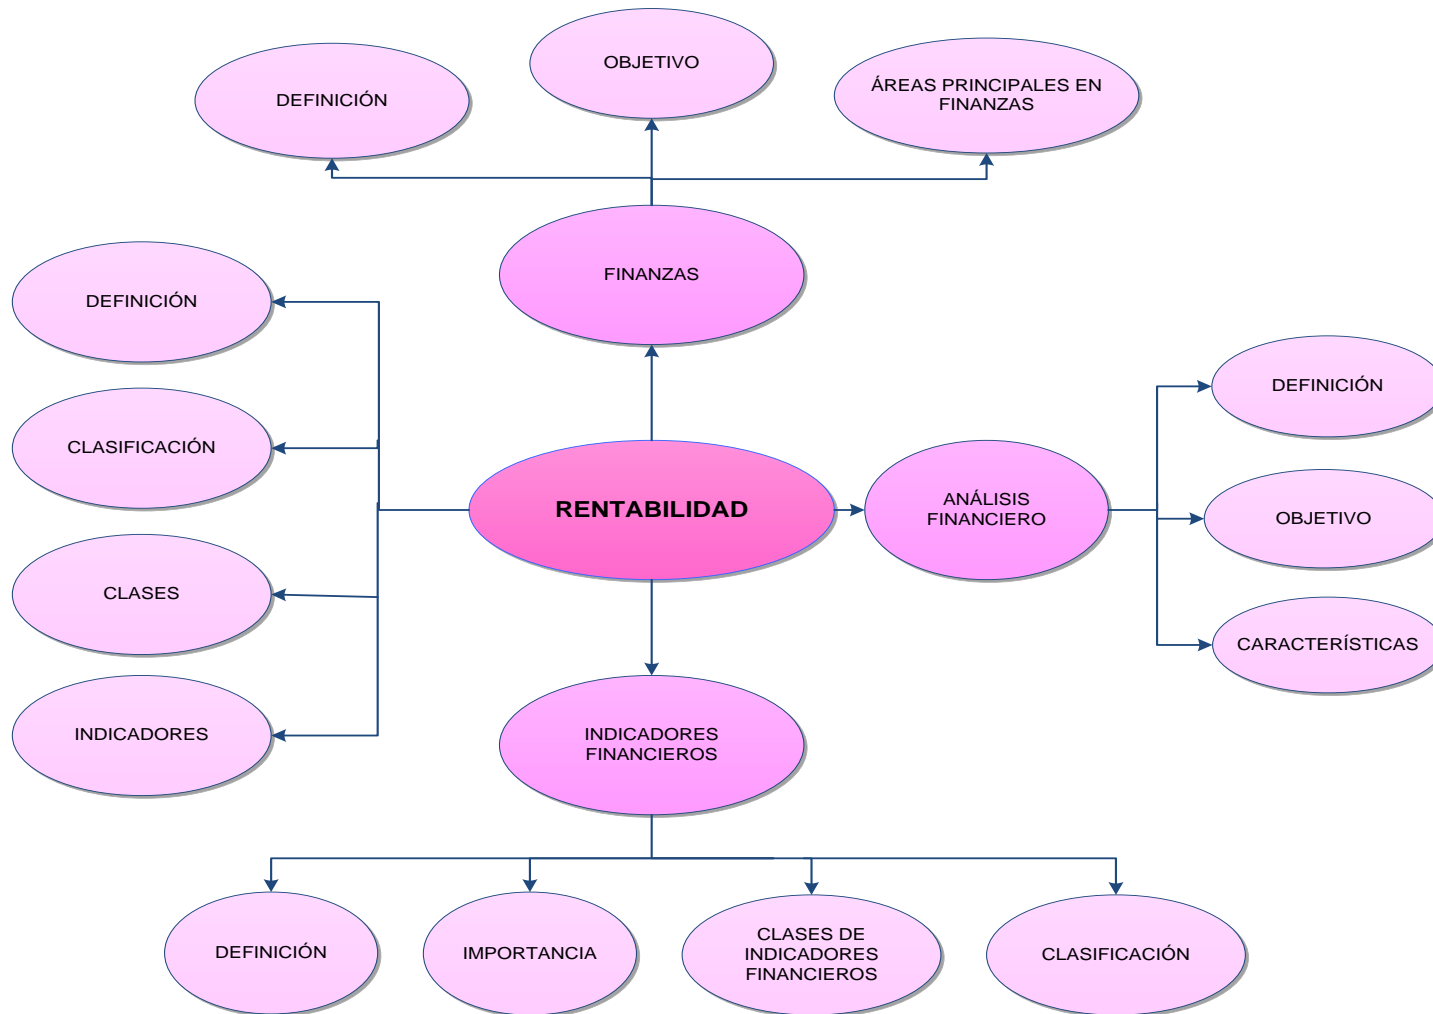 OBJETIVO
DEFINICIÓN
ÁREAS PRINCIPALES EN
FINANZAS
FINANZAS
DEFINICIÓN
CLASIFICACIÓN
CLASES
INDICADORES
RENTABILIDAD
ANÁLISIS
FINANCIERO
DEFINICIÓN
OBJETIVO
CARACTERÍSTICAS
INDICADORES
FINANCIEROS
DEFINICIÓN
IMPORTANCIA
CLASES DE
INDICADORES
FINANCIEROS
CLASIFICACIÓN